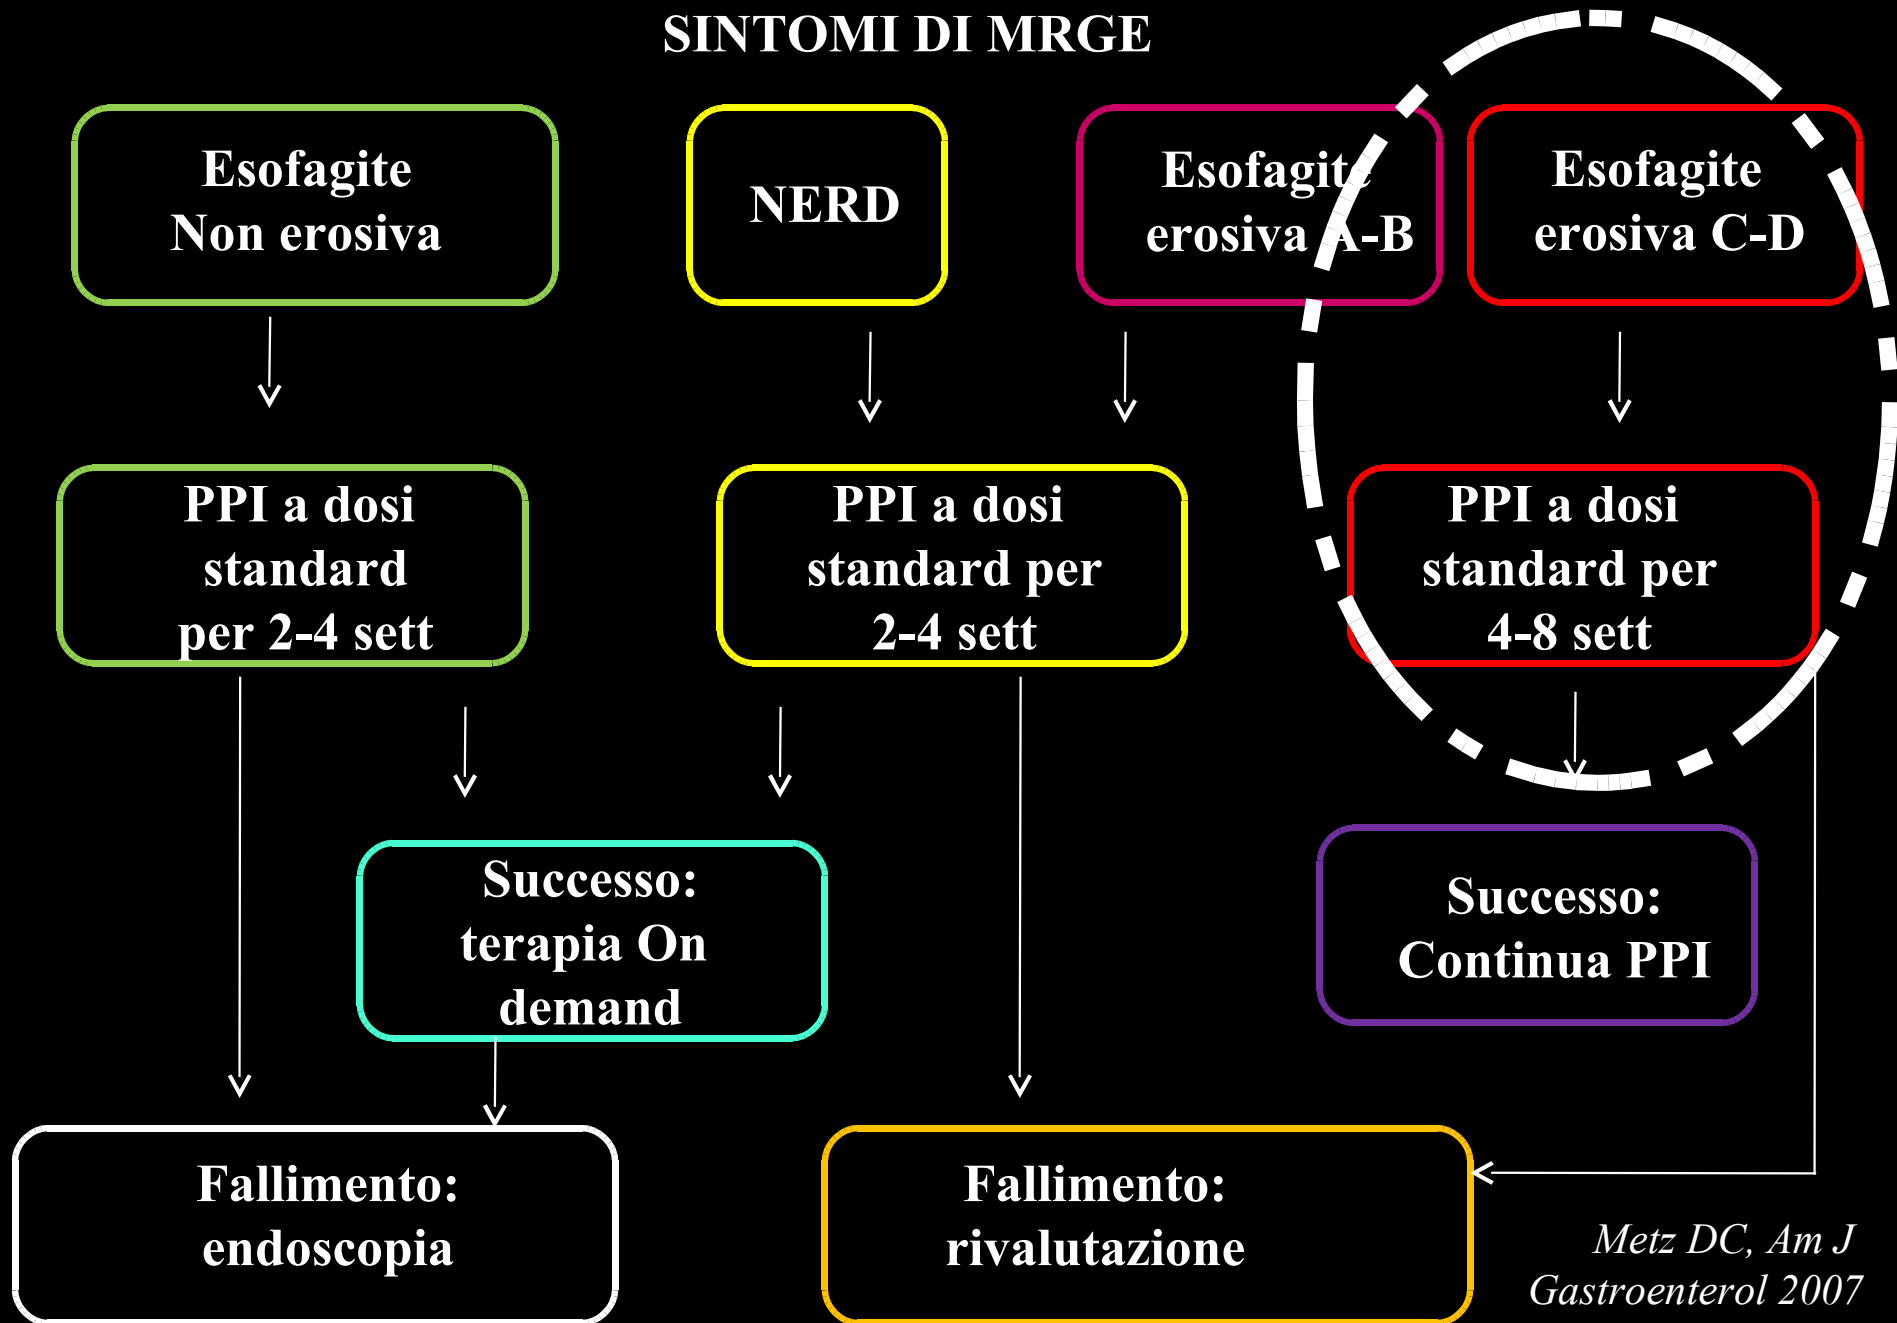 SINTOMI DI MRGE
Esofagite
Non erosiva
NERD
Esofagite
erosiva A-B
Esofagite
erosiva C-D
PPI a dosi
standard
per 2-4 sett
PPI a dosi
standard per
2-4 sett
PPI a dosi
standard per
4-8 sett
Successo:
terapia On
demand
Successo:
Continua PPI
Fallimento:
endoscopia
Fallimento:
rivalutazione
Metz DC, Am J
Gastroenterol 2007